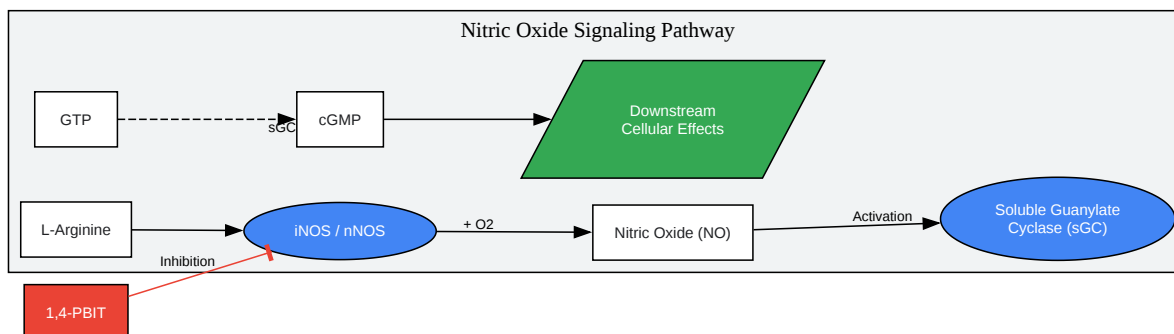 Nitric Oxide Signaling Pathway
GTP
sGC
cGMP
Downstream
Cellular Effects
L-Arginine
iNOS / nNOS
+ O2
Nitric Oxide (NO)
Activation
Soluble Guanylate
Cyclase (sGC)
Inhibition
1,4-PBIT